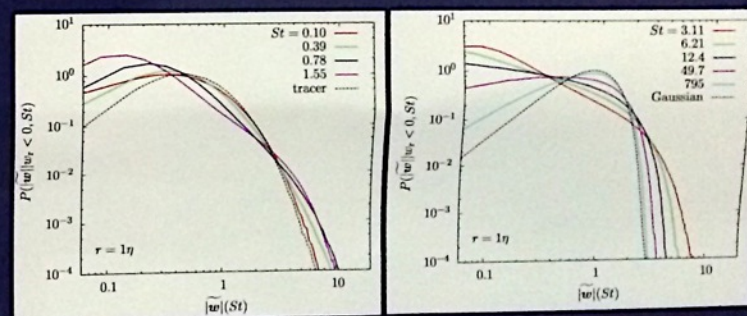 10^2
10^1
10^0
10^-1
10^-2
10^-3
10^-4
P(|w̃||w_r < 0, St)
St = 0.10
0.39
0.78
1.55
tracer
r = 1η
0.1
1
10
|w̃|(St)
10^1
10^0
10^-1
10^-2
10^-3
10^-4
P(|w̃||w_r < 0, St)
St = 3.11
6.21
12.4
49.7
795
Gaussian
r = 1η
0.1
1
10
|w̃|(St)